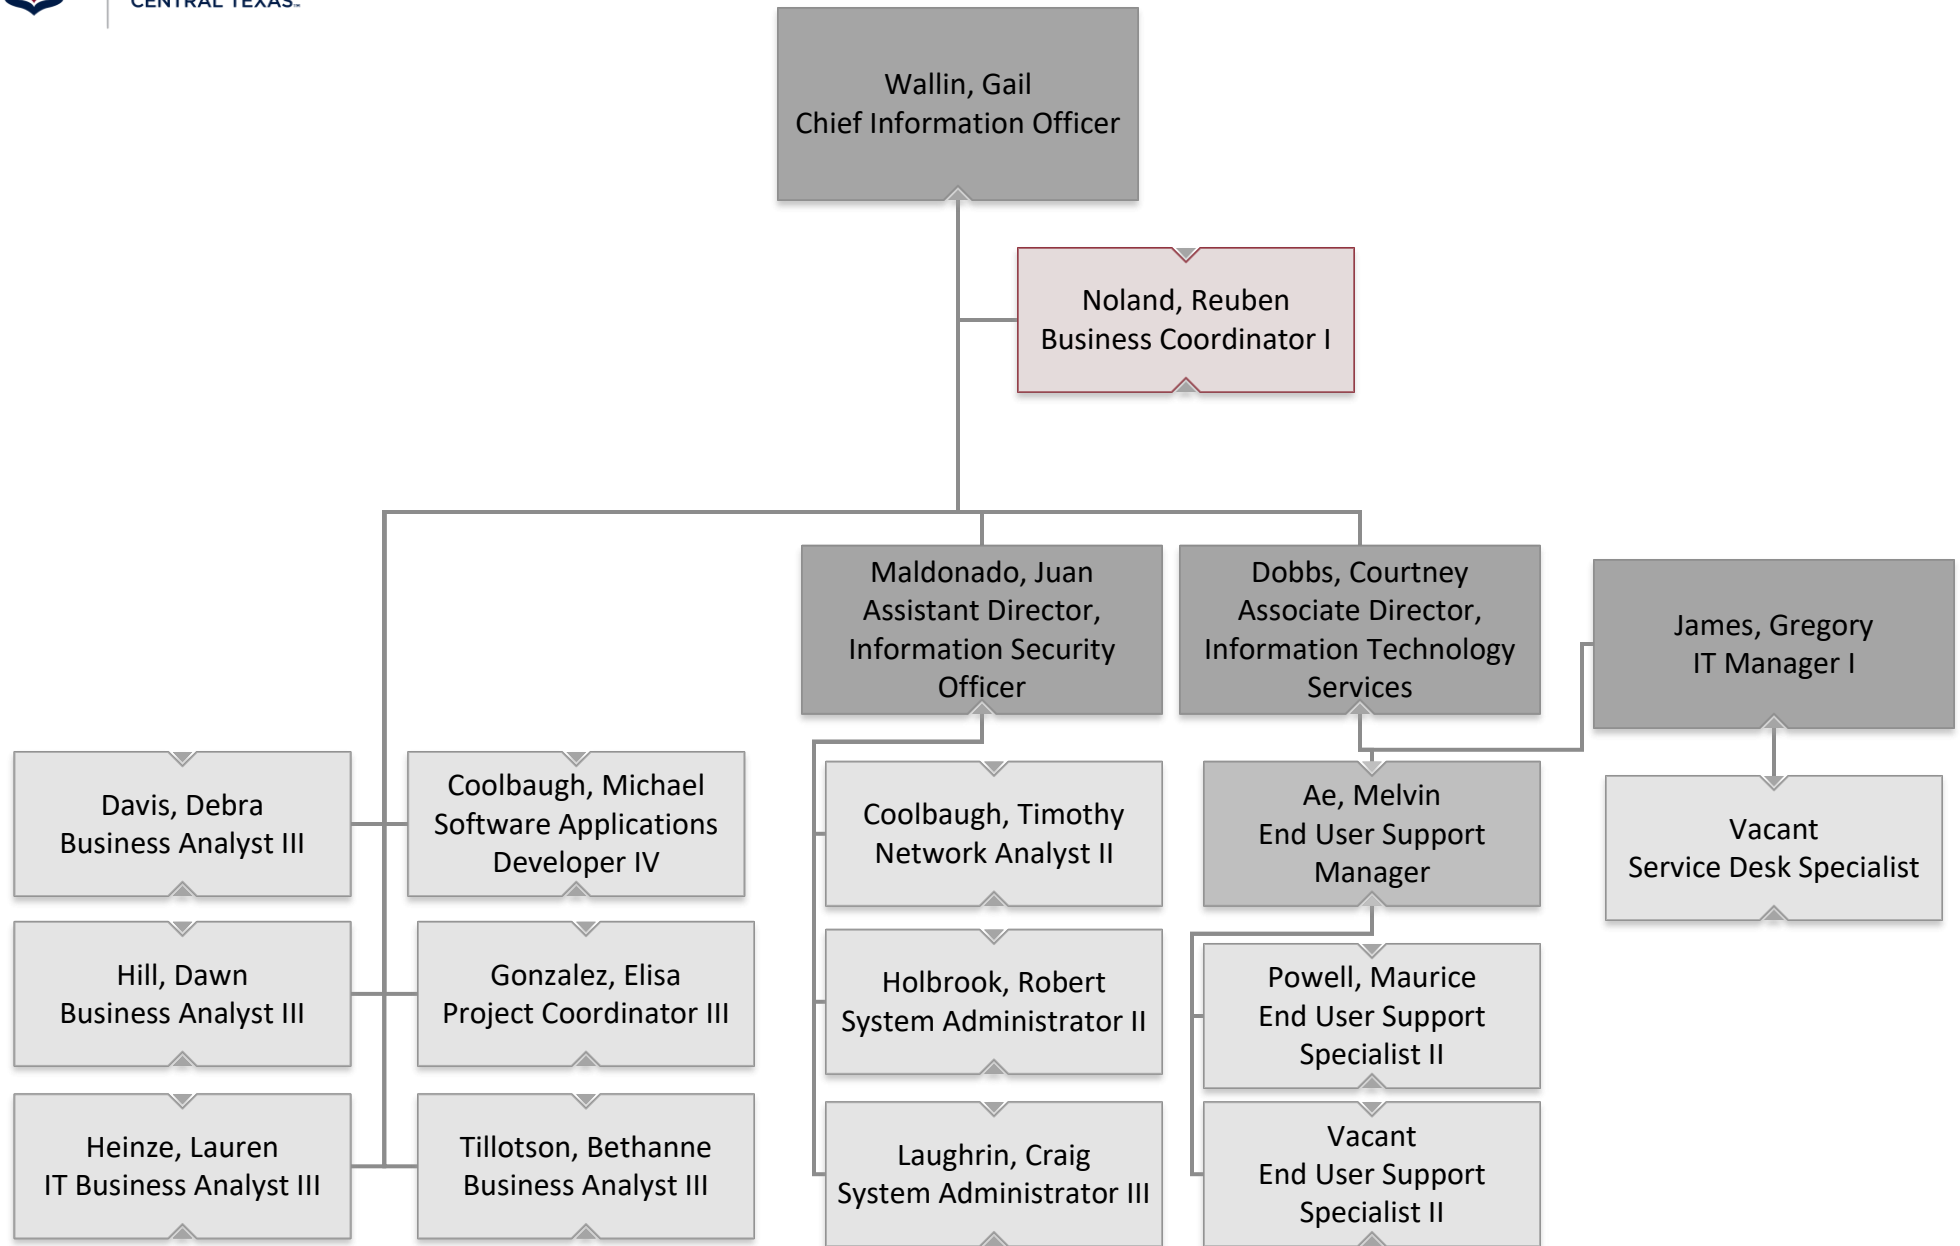 CENTRAL TEXAS
Wallin, Gail
Chief Information Officer
Noland, Reuben
Business Coordinator I
Maldonado, Juan
Assistant Director,
Information Security
Officer
Dobbs, Courtney
Associate Director,
Information Technology
Services
James, Gregory
IT Manager I
Davis, Debra
Business Analyst III
Coolbaugh, Michael
Software Applications
Developer IV
Coolbaugh, Timothy
Network Analyst II
Ae, Melvin
End User Support
Manager
Vacant
Service Desk Specialist
Hill, Dawn
Business Analyst III
Gonzalez, Elisa
Project Coordinator III
Holbrook, Robert
System Administrator II
Powell, Maurice
End User Support
Specialist II
Heinze, Lauren
IT Business Analyst III
Tillotson, Bethanne
Business Analyst III
Laughrin, Craig
System Administrator III
Vacant
End User Support
Specialist II